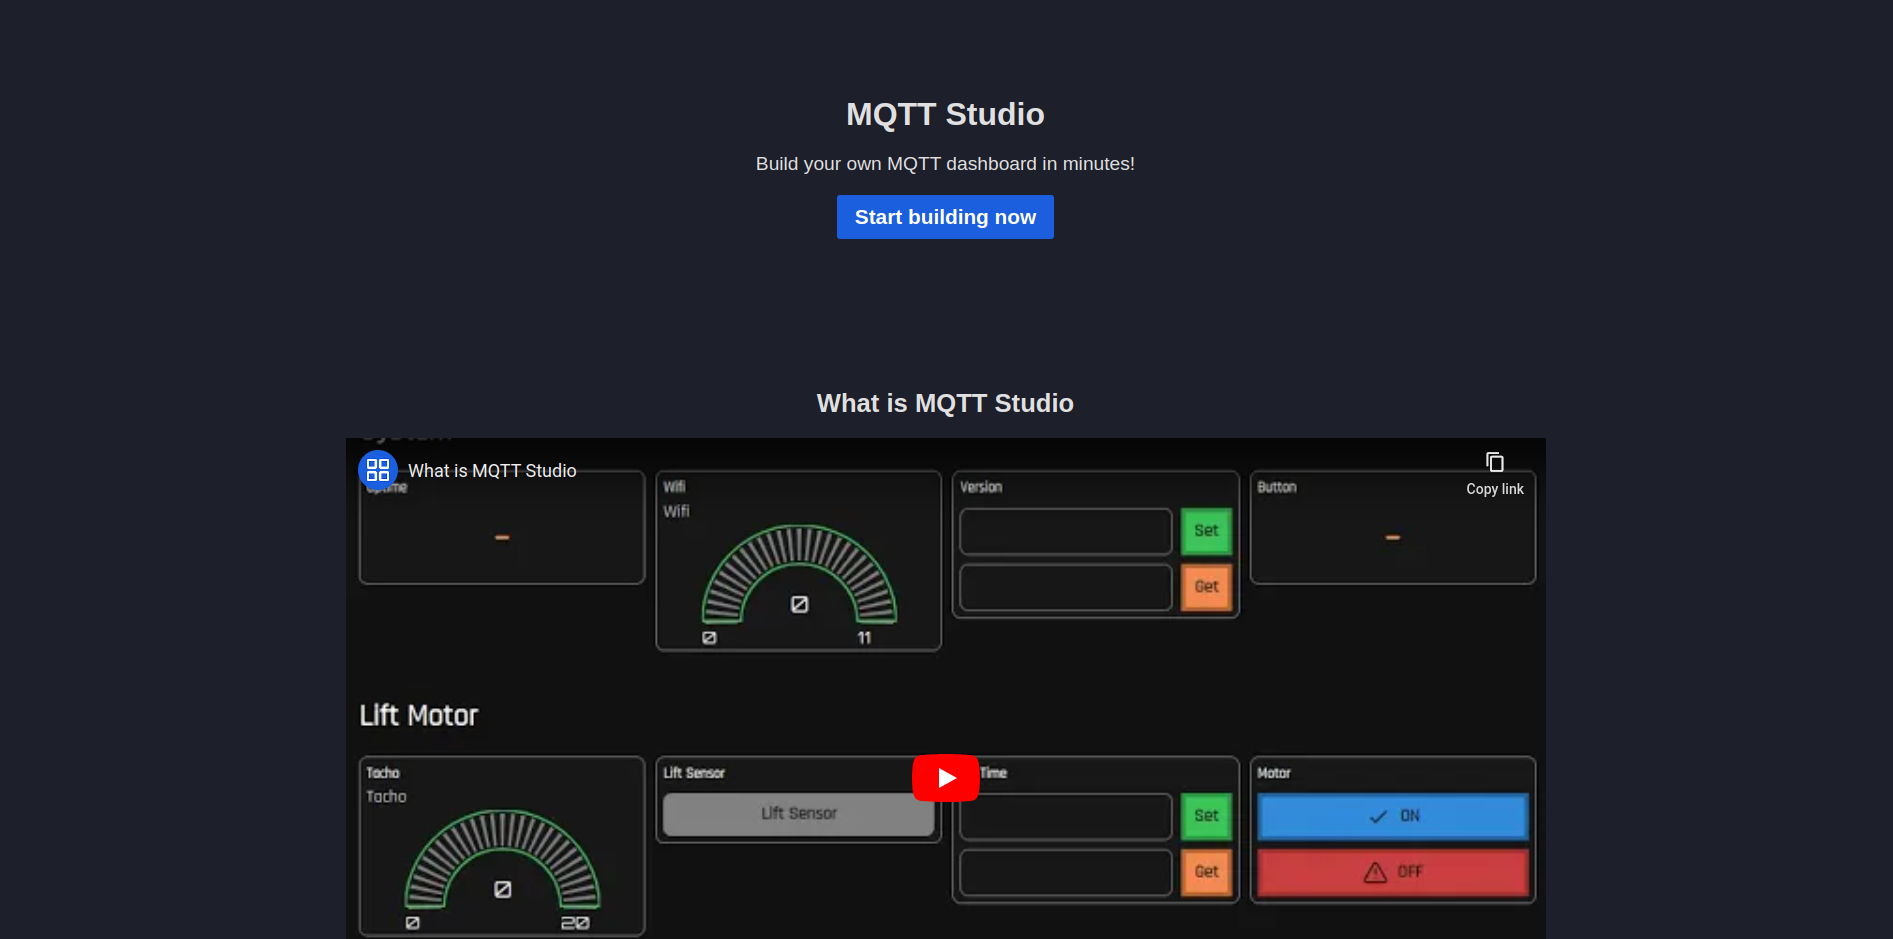 MQTT Studio
Build your own MQTT dashboard in minutes!
Start building now
What is MQTT Studio
What is MQTT Studio
Copy link
Wifi
Wifi
0
0 11
Version
Set
Get
Button
Lift Motor
Tacho
Tacho
0
0 20
Lift Sensor
Lift Sensor
Time
Set
Get
Motor
ON
OFF